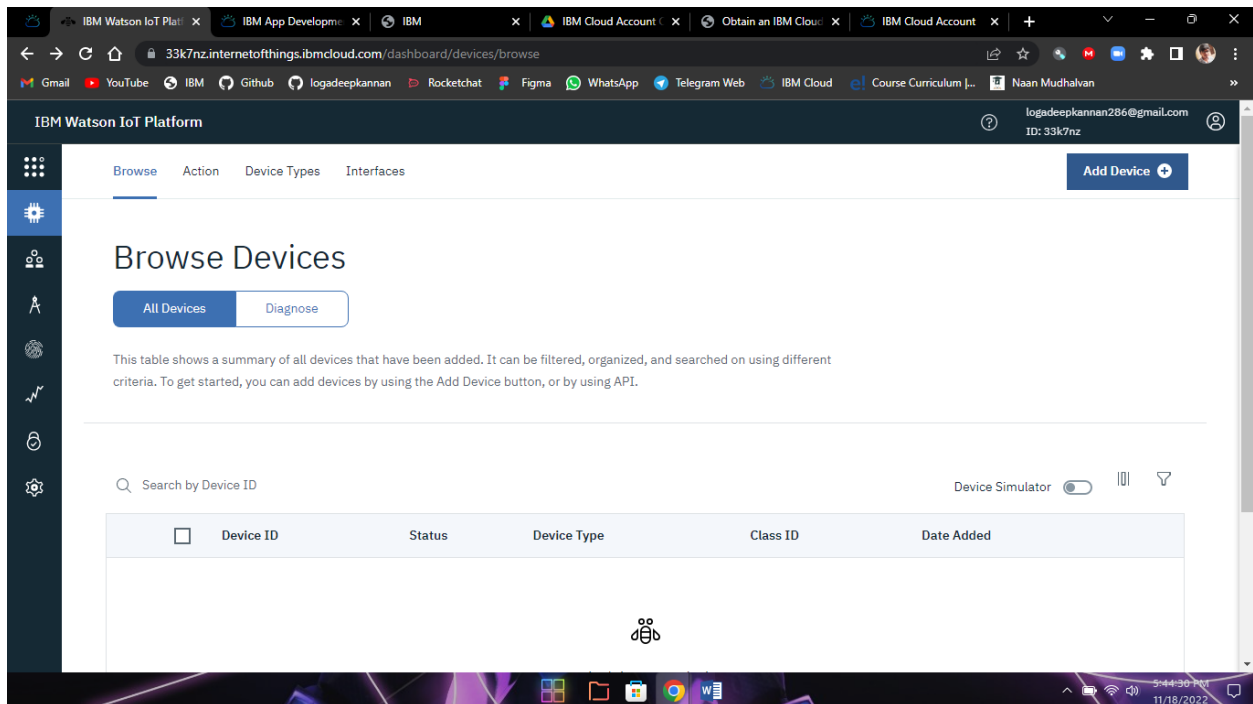 IBM Watson IoT Platf
IBM App Developme
IBM
IBM Cloud Account C
Obtain an IBM Cloud
IBM Cloud Account
33k7nz.internetofthings.ibmcloud.com/dashboard/devices/browse
Gmail YouTube IBM Github logadeepkannan Rocketchat Figma WhatsApp Telegram Web IBM Cloud Course Curriculum |... Naan Mudhalvan »
IBM Watson IoT Platform
logadeepkannan286@gmail.com
ID: 33k7nz
Browse Action Device Types Interfaces
Add Device
Browse Devices
All Devices Diagnose
This table shows a summary of all devices that have been added. It can be filtered, organized, and searched on using different
criteria. To get started, you can add devices by using the Add Device button, or by using API.
Search by Device ID
Device Simulator
Device ID Status Device Type Class ID Date Added
5:44:30 PM
11/18/2022